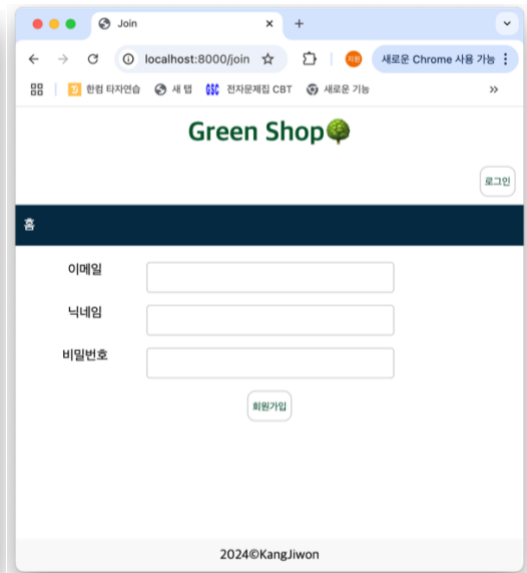 Join
localhost:8000/join
지원
새로운 Chrome 사용 가능
한컴 타자연습
새 탭
전자문제집 CBT
새로운 기능
Green Shop
로그인
홈
이메일
닉네임
비밀번호
회원가입
2024©KangJiwon